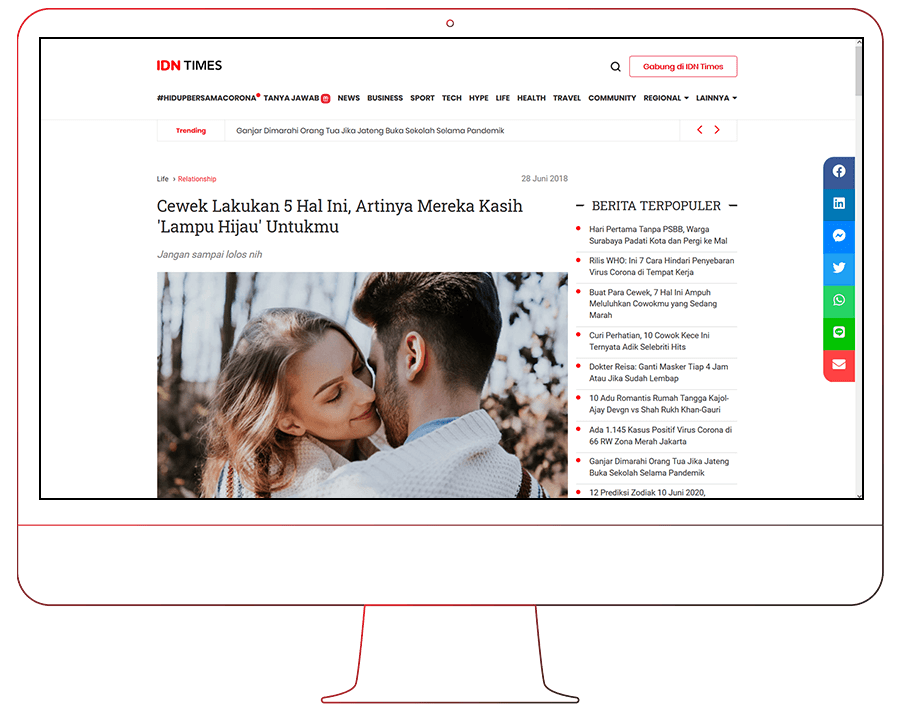 IDN TIMES
Gabung di IDN Times
#HIDUPBERSAMACORONA TANYA JAWAB NEWS BUSINESS SPORT TECH HYPE LIFE HEALTH TRAVEL COMMUNITY REGIONAL LAINNYA
Trending
Ganjar Dimarahi Orang Tua Jika Jateng Buka Sekolah Selama Pandemik
Life › Relationship
28 Juni 2018
Cewek Lakukan 5 Hal Ini, Artinya Mereka Kasih
'Lampu Hijau' Untukmu
Jangan sampai lolos nih
BERITA TERPOPULER
Hari Pertama Tanpa PSBB, Warga
Surabaya Padati Kota dan Pergi ke Mal
Rilis WHO: Ini 7 Cara Hindari Penyebaran
Virus Corona di Tempat Kerja
Buat Para Cewek, 7 Hal Ini Ampuh
Meluluhkan Cowokmu yang Sedang
Marah
Curi Perhatian, 10 Cowok Kece Ini
Ternyata Adik Selebriti Hits
Dokter Reisa: Ganti Masker Tiap 4 Jam
Atau Jika Sudah Lembap
10 Adu Romantis Rumah Tangga Kajol-
Ajay Devgn vs Shah Rukh Khan-Gauri
Ada 1.145 Kasus Positif Virus Corona di
66 RW Zona Merah Jakarta
Ganjar Dimarahi Orang Tua Jika Jateng
Buka Sekolah Selama Pandemik
12 Prediksi Zodiak 10 Juni 2020,